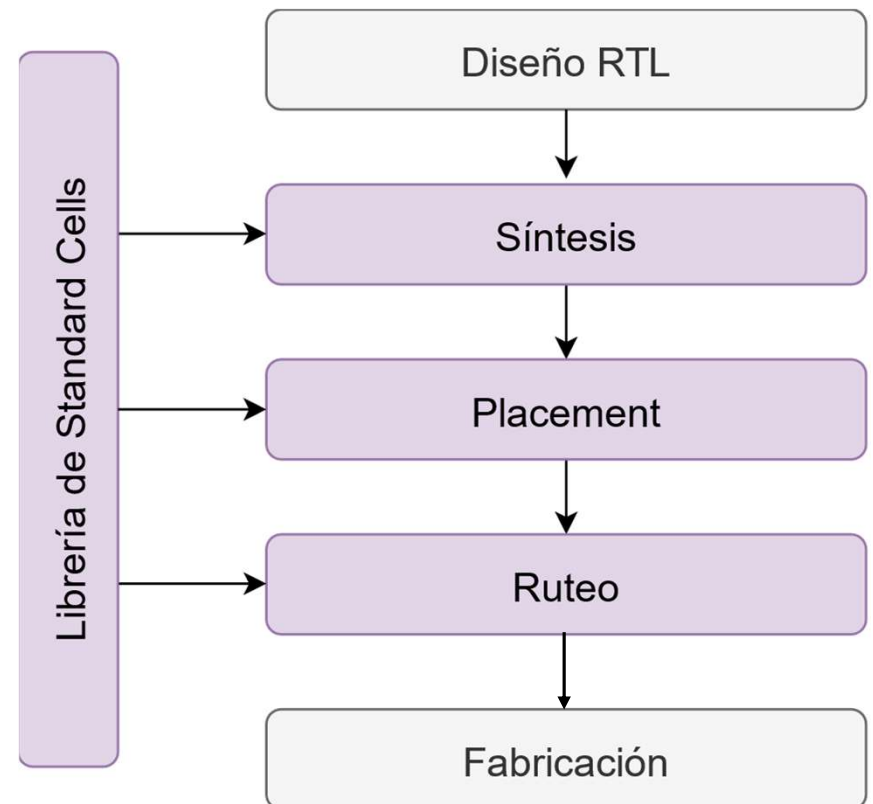 Diseño RTL
Librería de Standard Cells
Síntesis
Placement
Ruteo
Fabricación